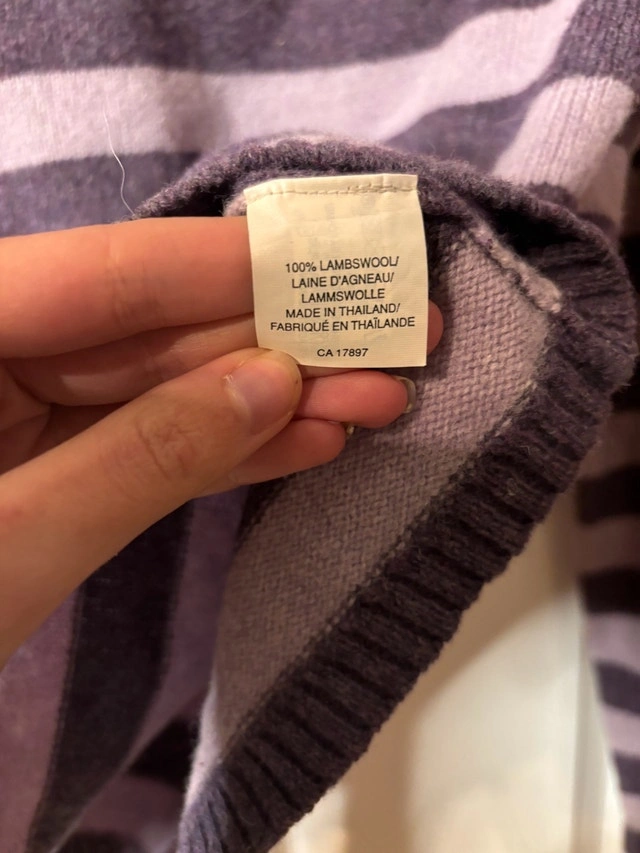 100% LAMBSWOOL/
LAINE D'AGNEAU/
LAMMSWOLLE
MADE IN THAILAND/
FABRIQUÉ EN THAÏLANDE
CA 17897